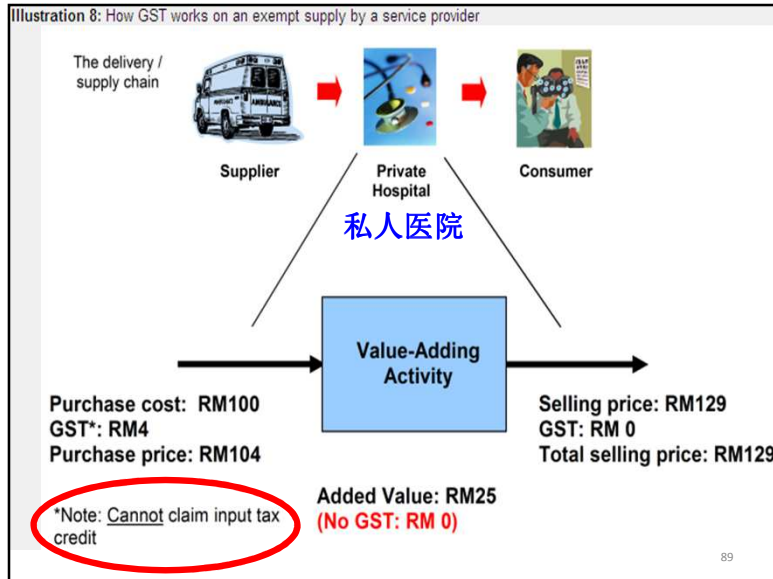 Illustration 8: How GST works on an exempt supply by a service provider
The delivery /
supply chain
AMBULANCE
Supplier
Private
Hospital
Consumer
私人医院
Value-Adding
Activity
Purchase cost: RM100
GST*: RM4
Purchase price: RM104
Selling price: RM129
GST: RM 0
Total selling price: RM129
Added Value: RM25
(No GST: RM 0)
*Note: Cannot claim input tax
credit
89